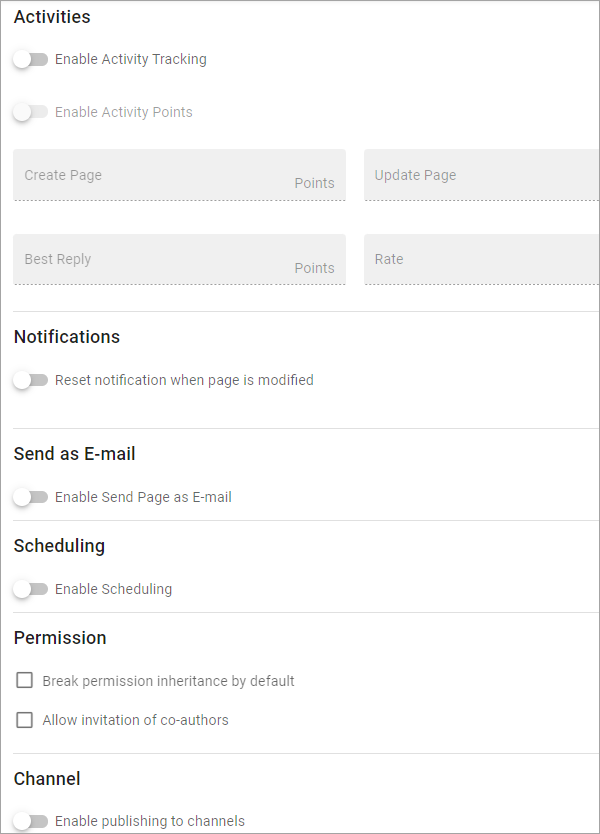 Activities
Enable Activity Tracking
Enable Activity Points
Create Page Points Update Page
Best Reply Points Rate
Notifications
Reset notification when page is modified
Send as E-mail
Enable Send Page as E-mail
Scheduling
Enable Scheduling
Permission
Break permission inheritance by default
Allow invitation of co-authors
Channel
Enable publishing to channels